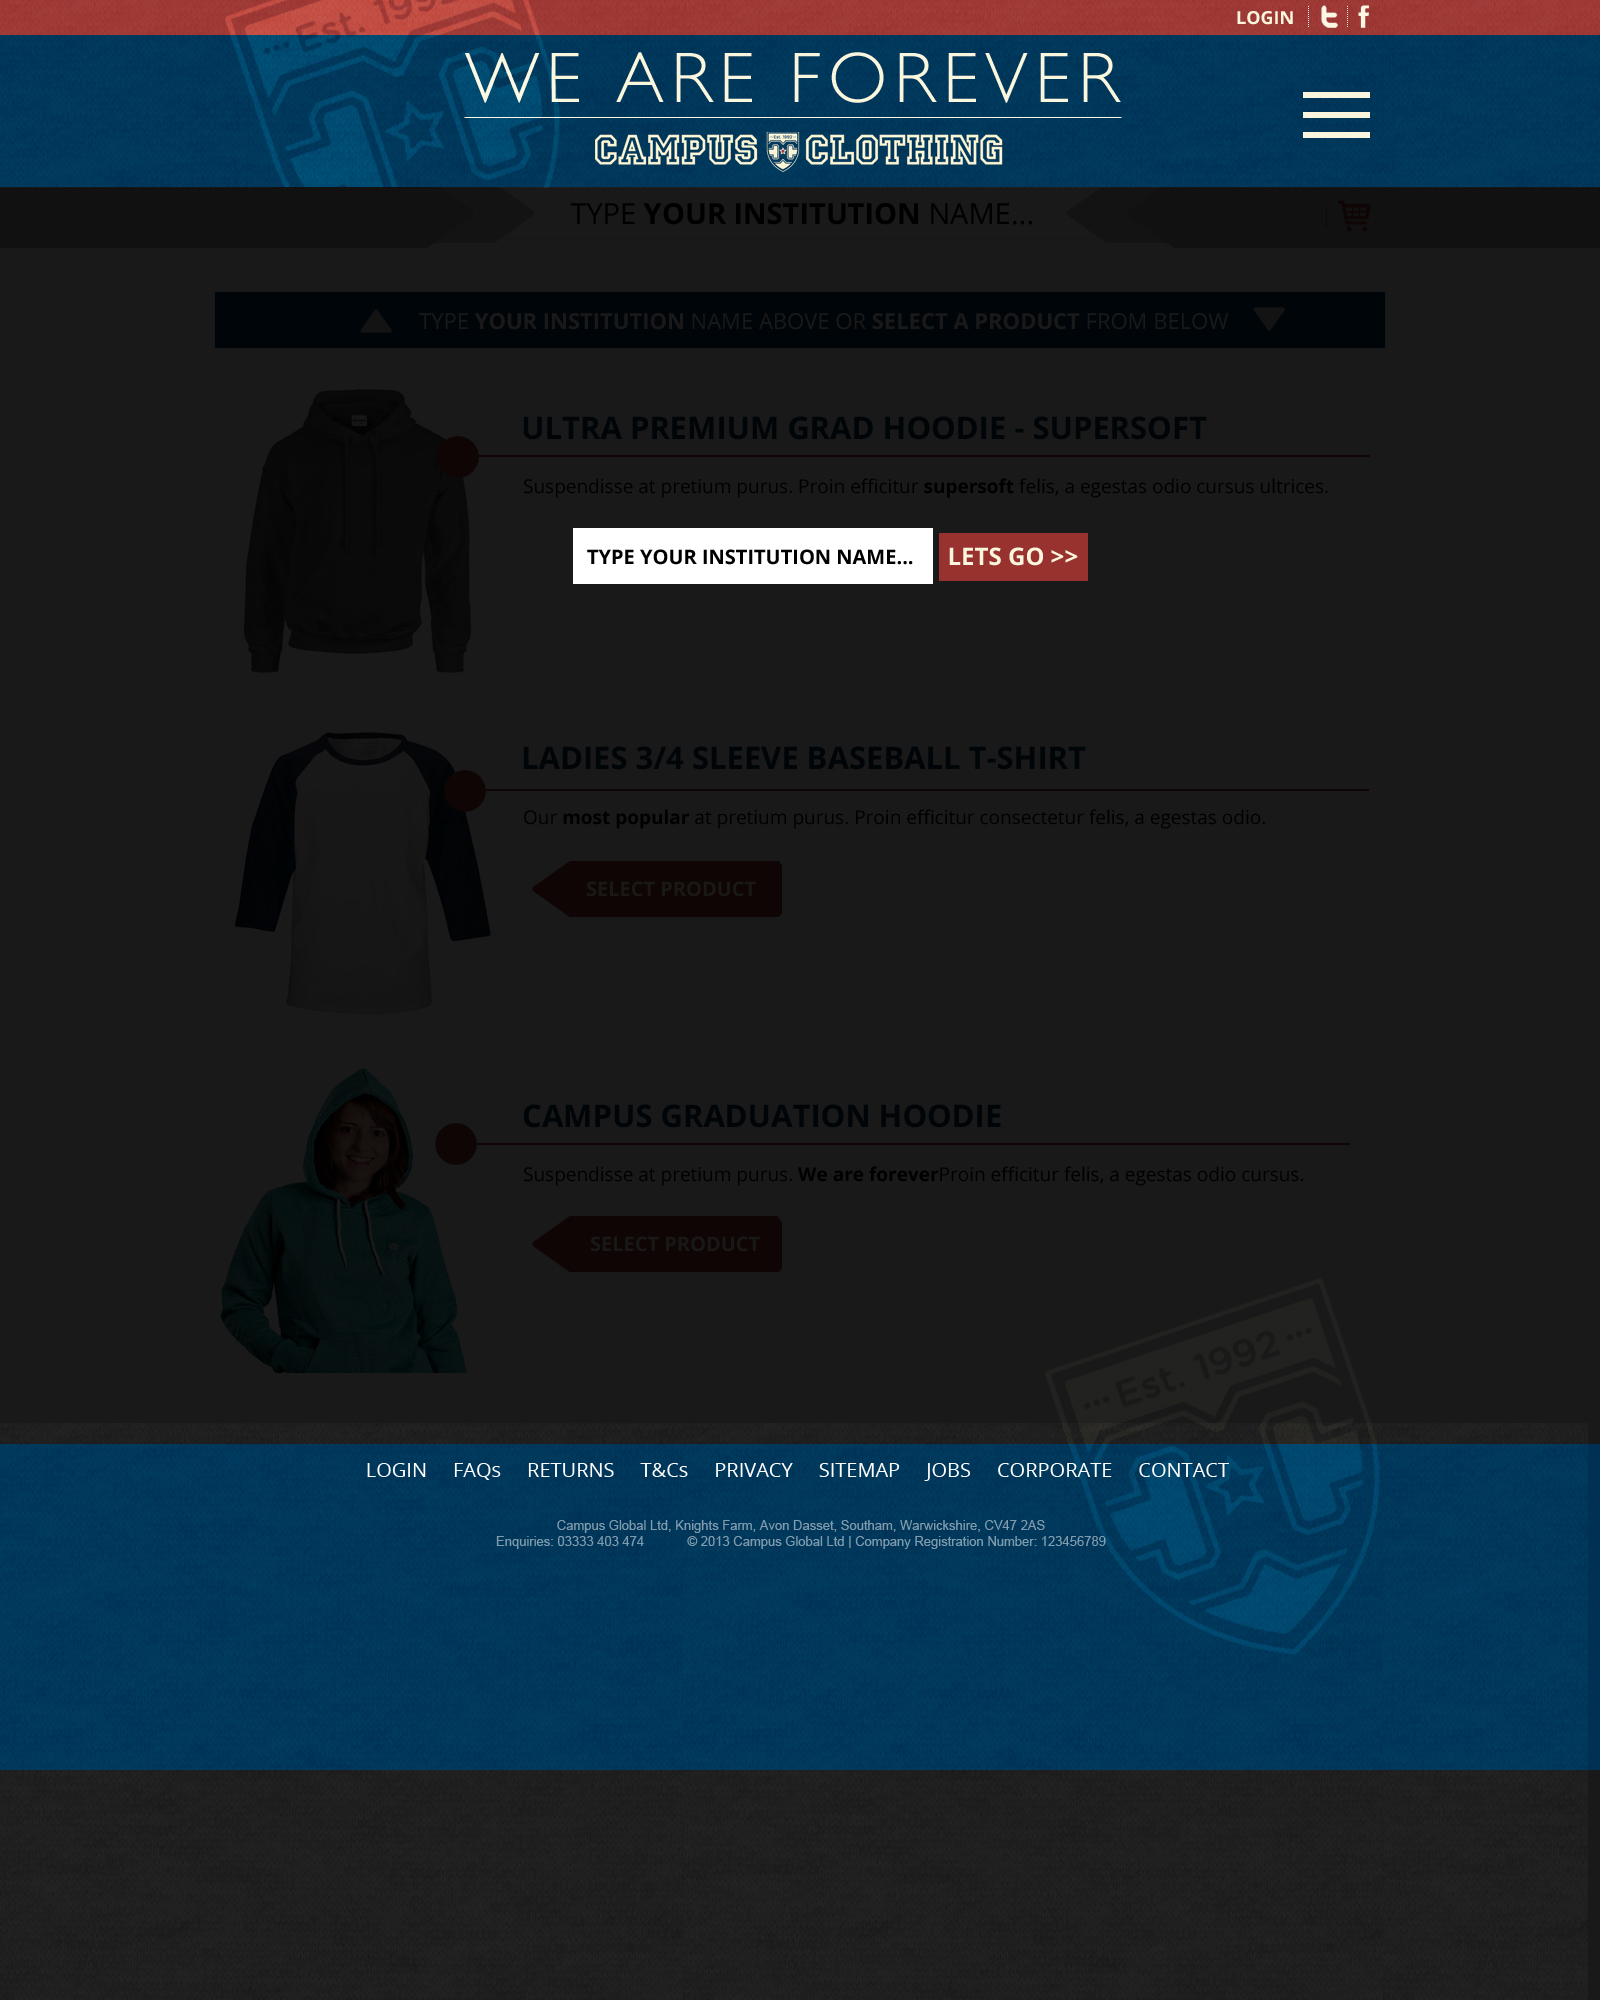 Est. 1992
LOGIN
WE ARE FOREVER
CAMPUS Est. 1992 CLOTHING
TYPE YOUR INSTITUTION NAME...
TYPE YOUR INSTITUTION NAME ABOVE OR SELECT A PRODUCT FROM BELOW
ULTRA PREMIUM GRAD HOODIE - SUPERSOFT
Suspendisse at pretium purus. Proin efficitur supersoft felis, a egestas odio cursus ultrices.
TYPE YOUR INSTITUTION NAME... LETS GO >>
LADIES 3/4 SLEEVE BASEBALL T-SHIRT
Our most popular at pretium purus. Proin efficitur consectetur felis, a egestas odio.
SELECT PRODUCT
CAMPUS GRADUATION HOODIE
Suspendisse at pretium purus. We are foreverProin efficitur felis, a egestas odio cursus.
SELECT PRODUCT
...Est. 1992...
LOGIN FAQs RETURNS T&Cs PRIVACY SITEMAP JOBS CORPORATE CONTACT
Campus Global Ltd, Knights Farm, Avon Dasset, Southam, Warwickshire, CV47 2AS
Enquiries: 03333 403 474 © 2013 Campus Global Ltd | Company Registration Number: 123456789